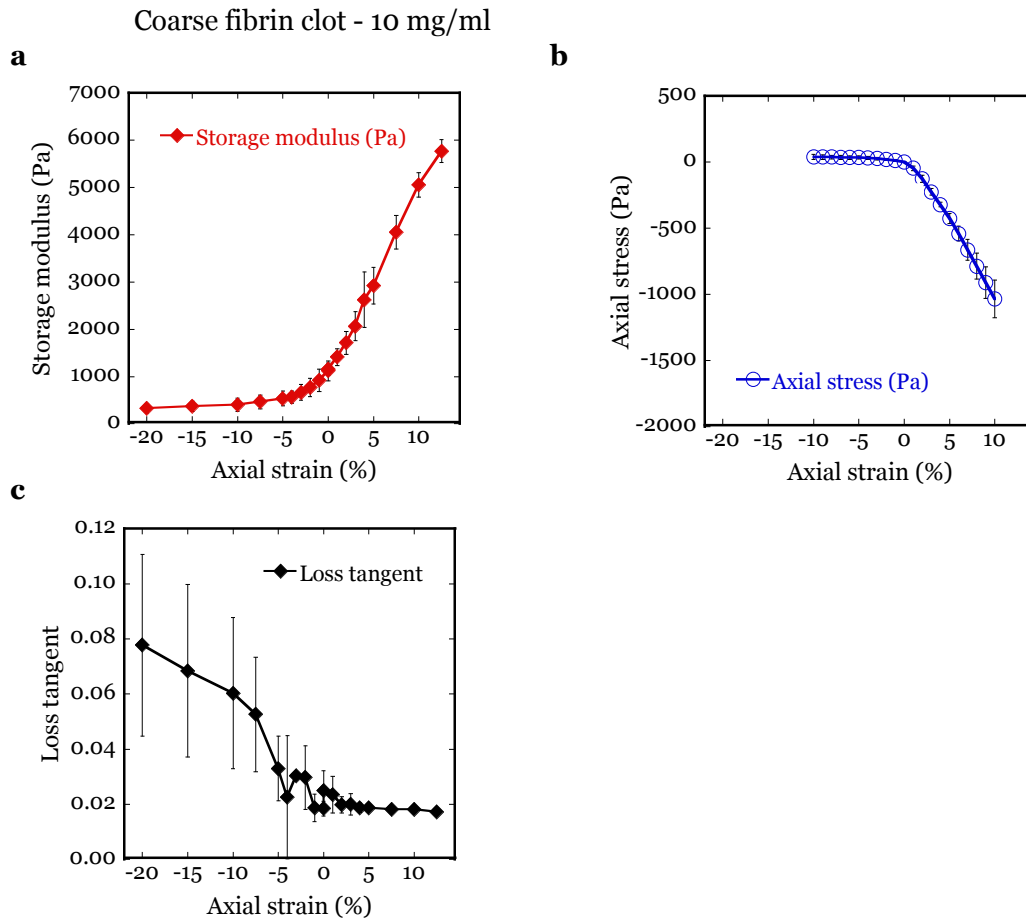 Coarse fibrin clot - 10 mg/ml
a
7000
6000
5000
4000
3000
2000
1000
0
Storage modulus (Pa)
Storage modulus (Pa)
-20 -15 -10 -5 0 5 10
Axial strain (%)
b
500
0
-500
-1000
-1500
-2000
Axial stress (Pa)
Axial stress (Pa)
-20 -15 -10 -5 0 5 10
Axial strain (%)
c
0.12
0.10
0.08
0.06
0.04
0.02
0.00
Loss tangent
Loss tangent
-20 -15 -10 -5 0 5 10
Axial strain (%)